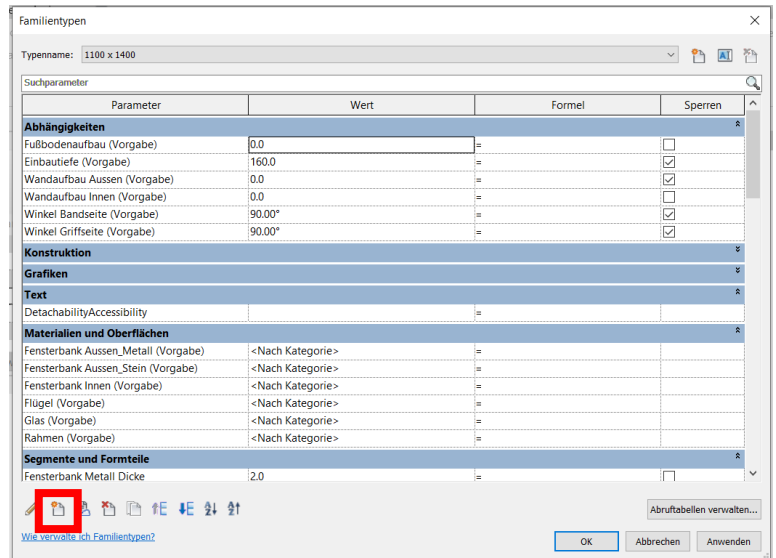 Familientypen
Typenname: 1100 x 1400
Suchparameter
Parameter Wert Formel Sperren
Abhängigkeiten
Fußbodenaufbau (Vorgabe) 0.0 =
Einbautiefe (Vorgabe) 160.0 =
Wandaufbau Aussen (Vorgabe) 0.0 =
Wandaufbau Innen (Vorgabe) 0.0 =
Winkel Bandseite (Vorgabe) 90.00° =
Winkel Griffseite (Vorgabe) 90.00° =
Konstruktion
Grafiken
Text
DetachabilityAccessibility =
Materialien und Oberflächen
Fensterbank Aussen_Metall (Vorgabe) <Nach Kategorie> =
Fensterbank Aussen_Stein (Vorgabe) <Nach Kategorie> =
Fensterbank Innen (Vorgabe) <Nach Kategorie> =
Flügel (Vorgabe) <Nach Kategorie> =
Glas (Vorgabe) <Nach Kategorie> =
Rahmen (Vorgabe) <Nach Kategorie> =
Segmente und Formteile
Fensterbank Metall Dicke 2.0 =
Abruftabellen verwalten...
Wie verwalte ich Familientypen?
OK Abbrechen Anwenden